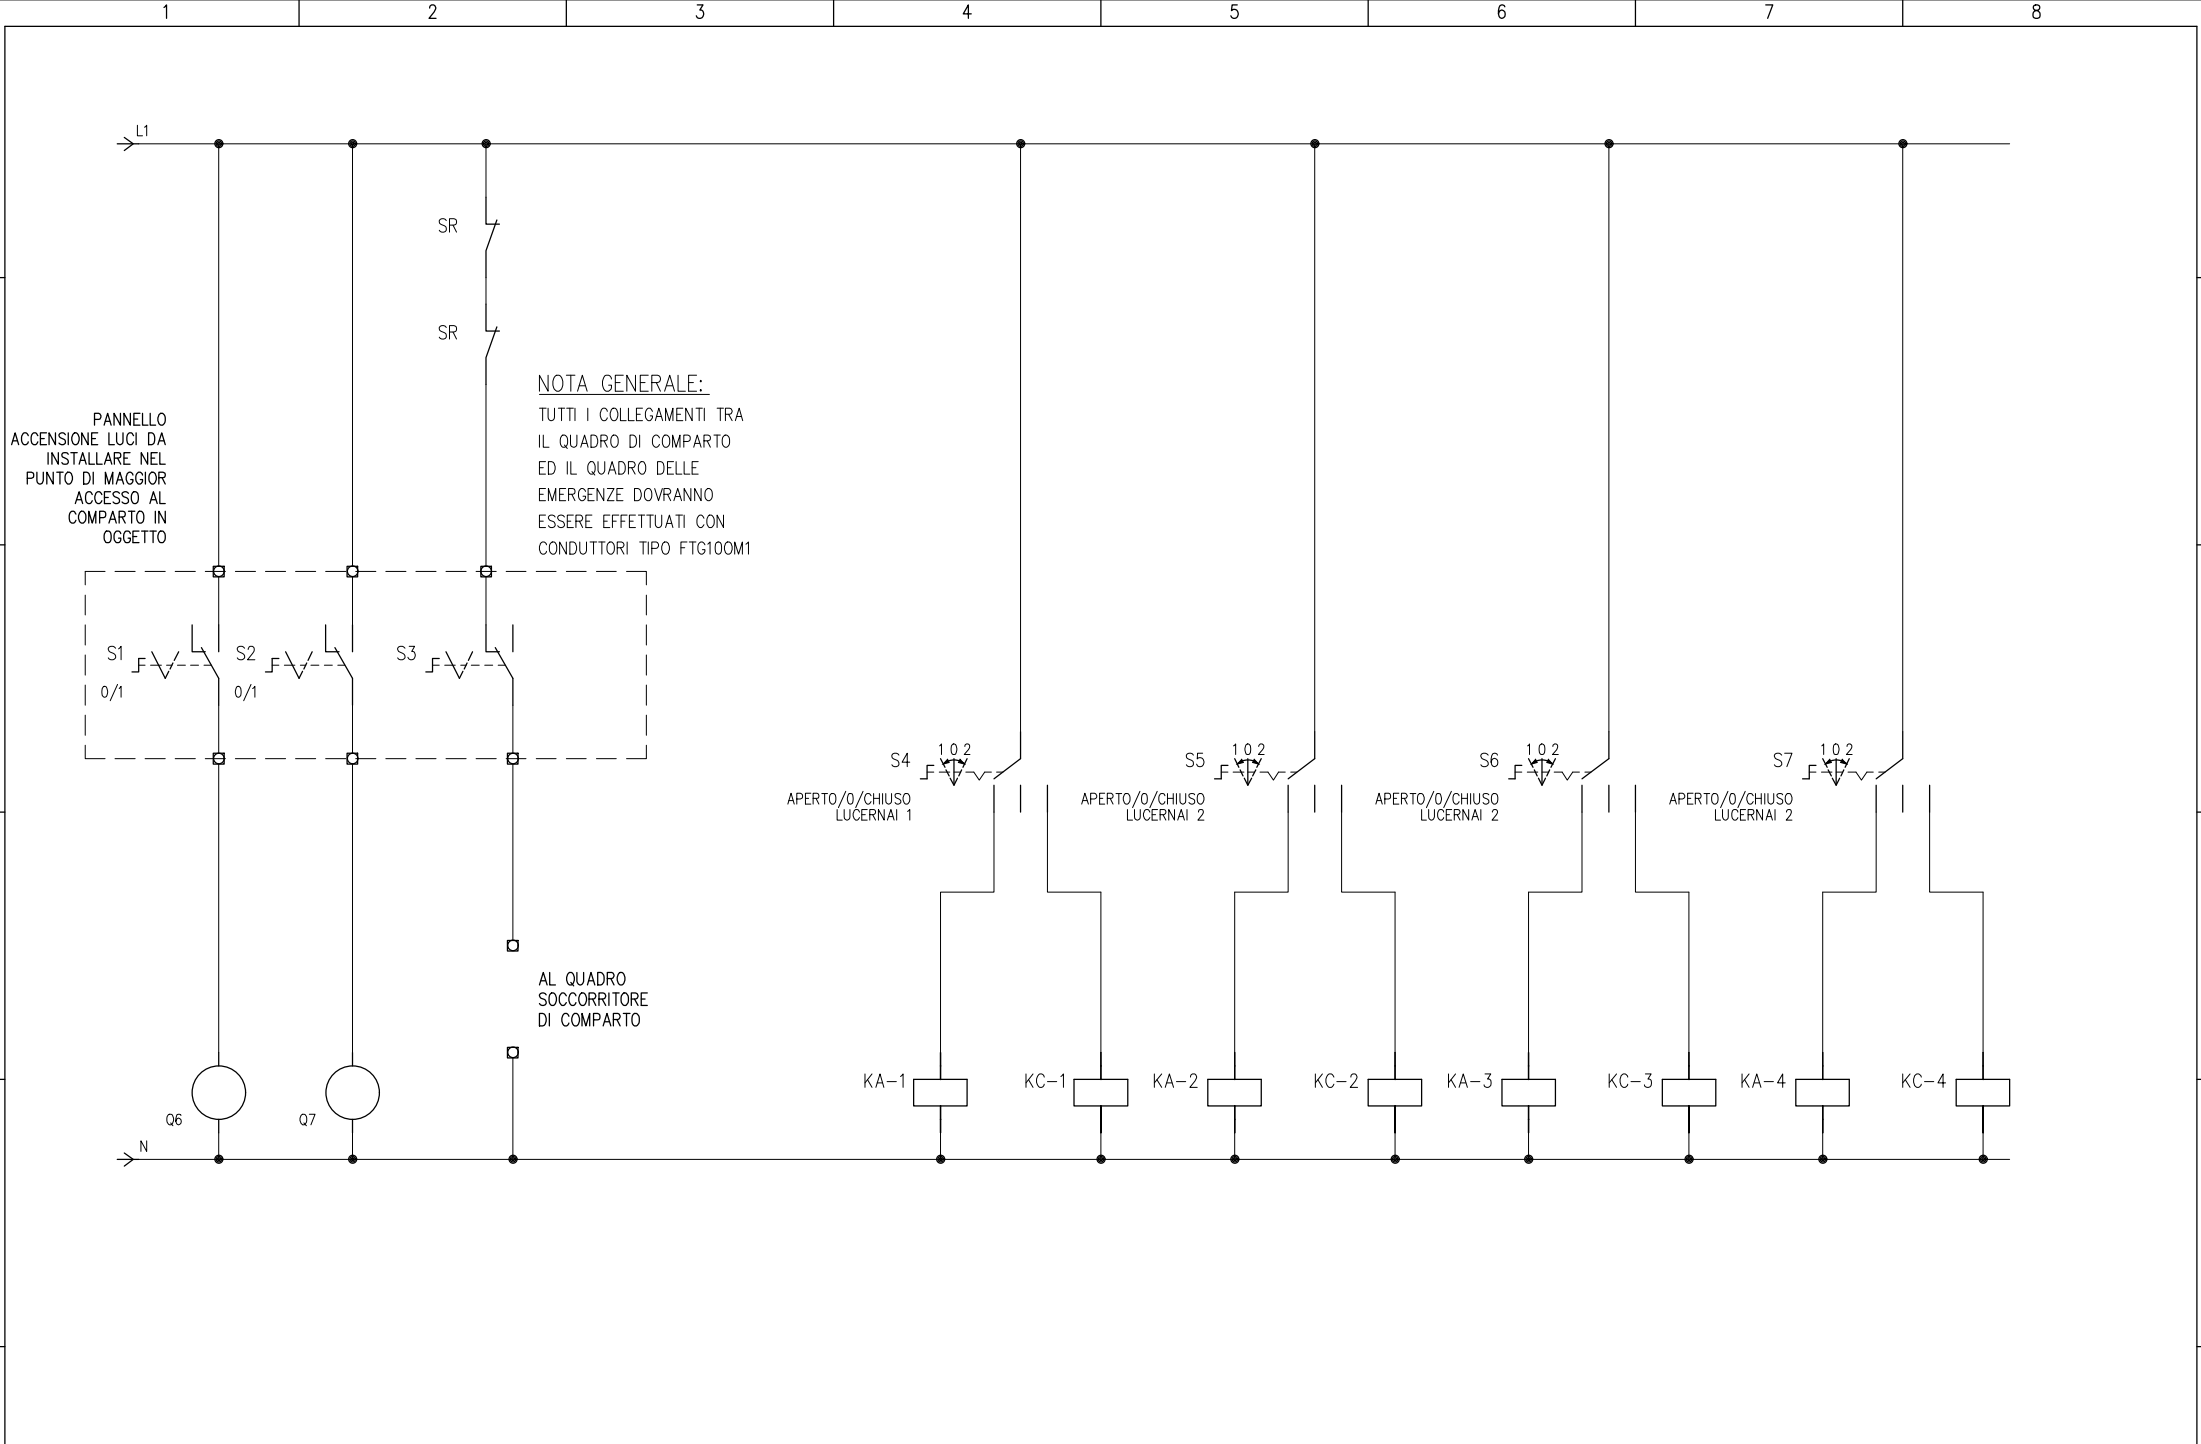 1 2 3 4 5 6 7 8
L1
SR
SR
NOTA GENERALE:
TUTTI I COLLEGAMENTI TRA
IL QUADRO DI COMPARTO
ED IL QUADRO DELLE
EMERGENZE DOVRANNO
ESSERE EFFETTUATI CON
CONDUTTORI TIPO FTG10OM1
PANNELLO
ACCENSIONE LUCI DA
INSTALLARE NEL
PUNTO DI MAGGIOR
ACCESSO AL
COMPARTO IN
OGGETTO
S1
0/1
S2
0/1
S3
S4
1 0 2
APERTO/0/CHIUSO
LUCERNAI 1
S5
1 0 2
APERTO/0/CHIUSO
LUCERNAI 2
S6
1 0 2
APERTO/0/CHIUSO
LUCERNAI 2
S7
1 0 2
APERTO/0/CHIUSO
LUCERNAI 2
AL QUADRO
SOCCORRITORE
DI COMPARTO
KA-1
KC-1
KA-2
KC-2
KA-3
KC-3
KA-4
KC-4
Q6
Q7
N